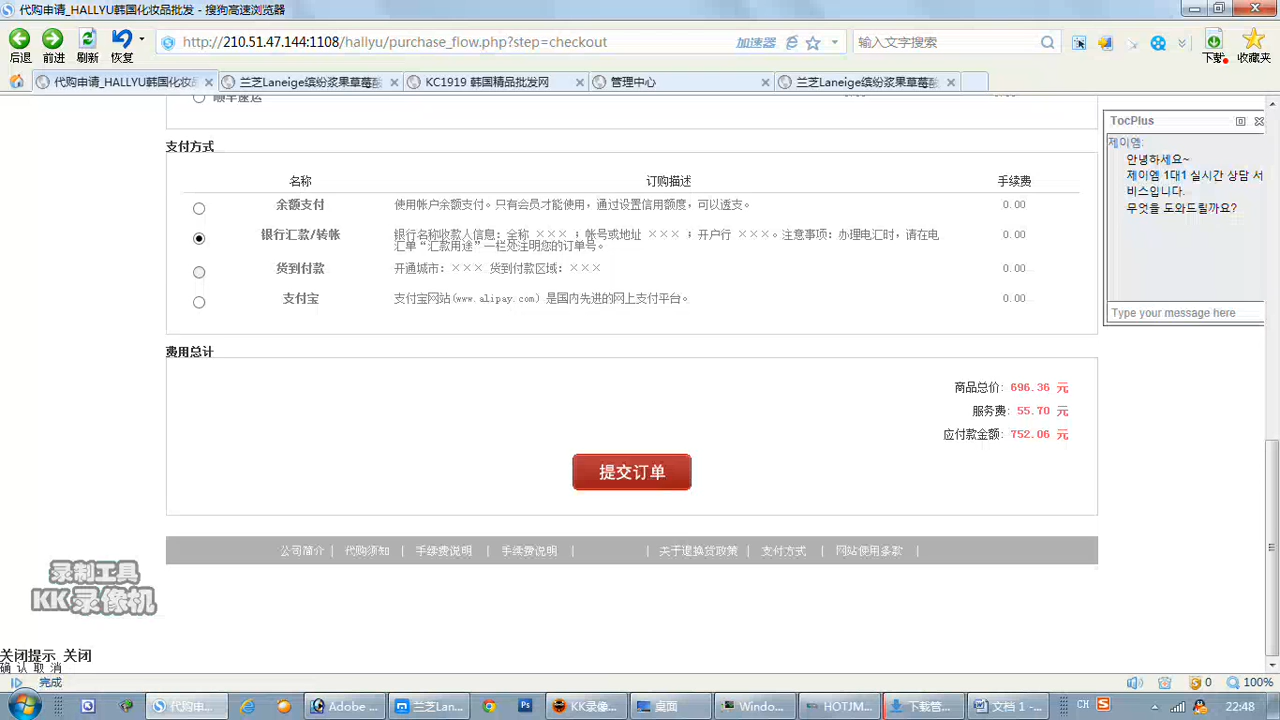 代购申请_HALLYU韩国化妆品批发 - 搜狗高速浏览器
后退 前进 刷新 恢复
http://210.51.47.144:1108/hallyu/purchase_flow.php?step=checkout
加速器
输入文字搜索
下载 收藏夹
代购申请_HALLYU韩国化妆 兰芝Laneige缤纷浆果草莓酸 KC1919 韩国精品批发网 管理中心 兰芝Laneige缤纷浆果草莓酸
顺丰速运
支付方式
名称 订购描述 手续费
余额支付 使用帐户余额支付。只有会员才能使用，通过设置信用额度，可以透支。 0.00
银行汇款/转帐 银行名称收款人信息：全称 ××× ；帐号或地址 ××× ；开户行 ×××。注意事项：办理电汇时，请在电
汇单“汇款用途”一栏处注明您的订单号。 0.00
货到付款 开通城市：××× 货到付款区域：××× 0.00
支付宝 支付宝网站(www.alipay.com) 是国内先进的网上支付平台。 0.00
费用总计
商品总价: 696.36 元
服务费: 55.70 元
应付款金额: 752.06 元
提交订单
公司简介 | 代购须知 | 手续费说明 | 手续费说明 | | 关于退换货政策 | 支付方式 | 网站使用条款 |
TocPlus
제이엠:
안녕하세요~
제이엠 1대1 실시간 상담 서
비스입니다.
무엇을 도와드릴까요?
Type your message here
录制工具
KK录像机
关闭提示 关闭
确 认 取 消
完成 0 100%
代购申... Adobe ... 兰芝Lan... KK录像... 桌面 Windo... HOTJM... 下载管... 文档 1 -... CH 22:48